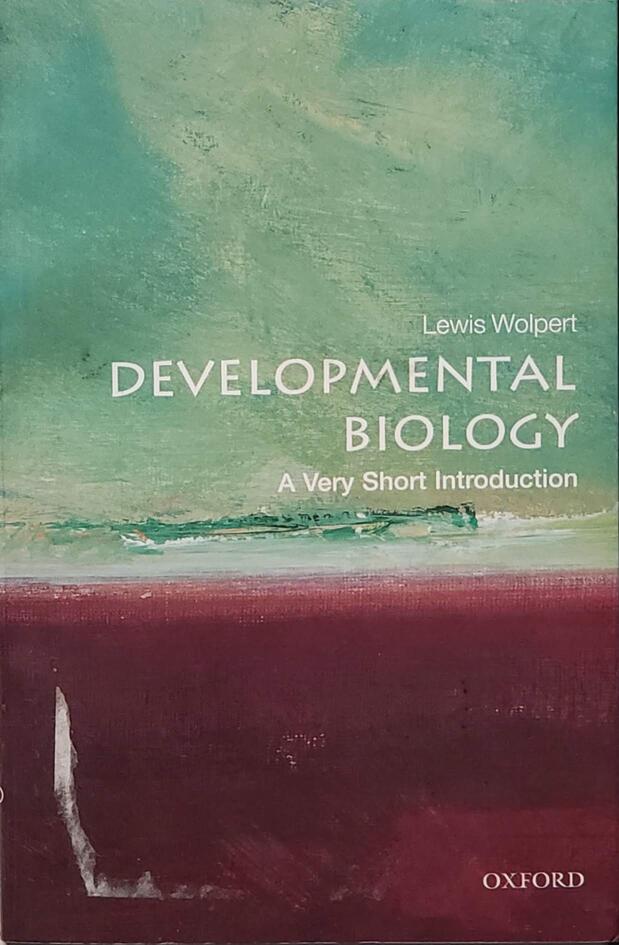 Lewis Wolpert
DEVELOPMENTAL
BIOLOGY
A Very Short Introduction
OXFORD